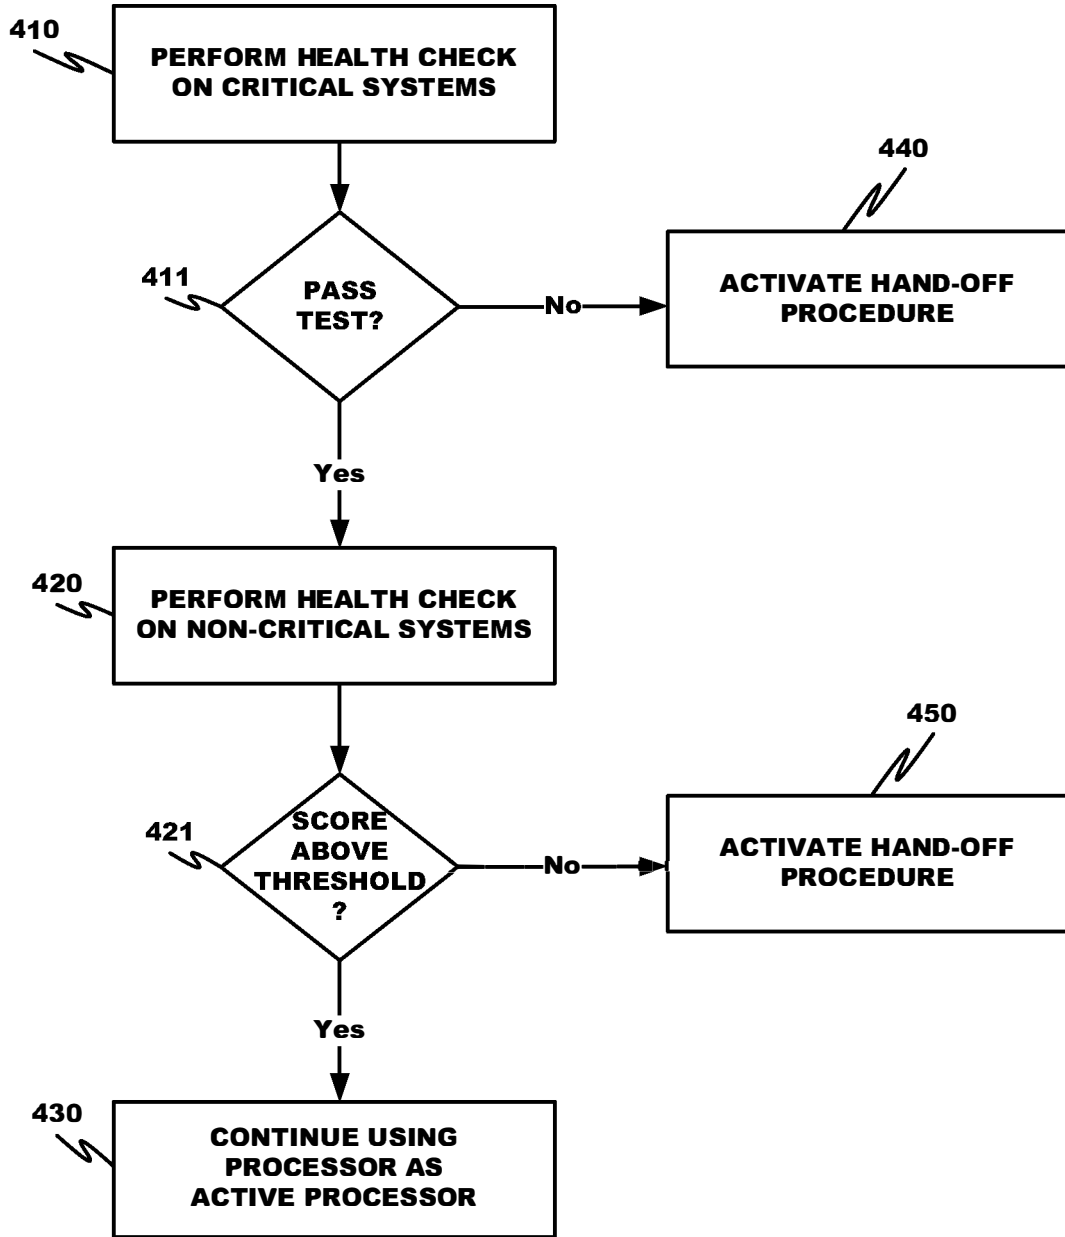 410
PERFORM HEALTH CHECK
ON CRITICAL SYSTEMS
440
411
PASS
TEST?
No
ACTIVATE HAND-OFF
PROCEDURE
Yes
420
PERFORM HEALTH CHECK
ON NON-CRITICAL SYSTEMS
450
421
SCORE
ABOVE
THRESHOLD
?
No
ACTIVATE HAND-OFF
PROCEDURE
Yes
430
CONTINUE USING
PROCESSOR AS
ACTIVE PROCESSOR